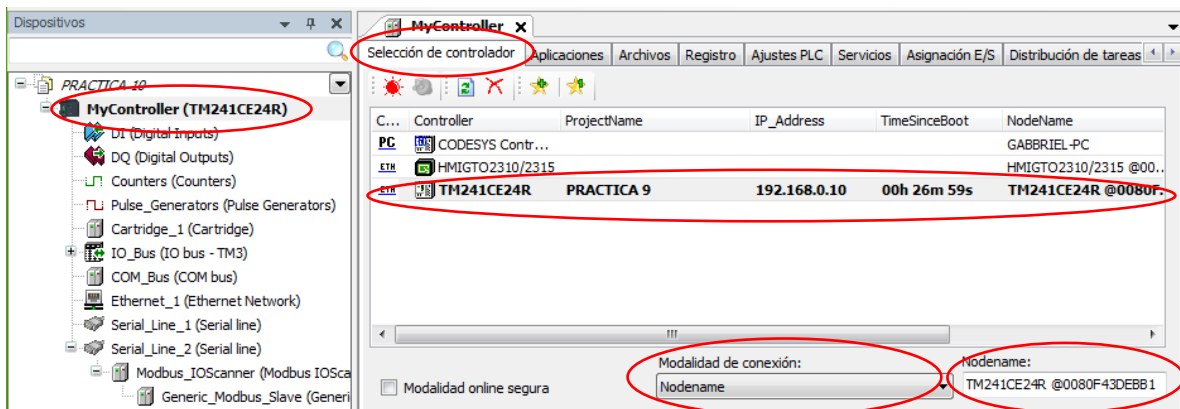 Dispositivos
PRACTICA 10
MyController (TM241CE24R)
DI (Digital Inputs)
DQ (Digital Outputs)
Counters (Counters)
Pulse_Generators (Pulse Generators)
Cartridge_1 (Cartridge)
IO_Bus (IO bus - TM3)
COM_Bus (COM bus)
Ethernet_1 (Ethernet Network)
Serial_Line_1 (Serial line)
Serial_Line_2 (Serial line)
Modbus_IOScanner (Modbus IOSca
Generic_Modbus_Slave (Generi
MyController
Selección de controlador Aplicaciones Archivos Registro Ajustes PLC Servicios Asignación E/S Distribución de tareas
C... Controller ProjectName IP_Address TimeSinceBoot NodeName
PC CODESYS Contr... GABBRIEL-PC
ETH HMIGTO2310/2315 HMIGTO2310/2315 @00..
ETH TM241CE24R PRACTICA 9 192.168.0.10 00h 26m 59s TM241CE24R @0080F.
Modalidad de conexión: Nodename:
Modalidad online segura Nodename TM241CE24R @0080F43DEBB1